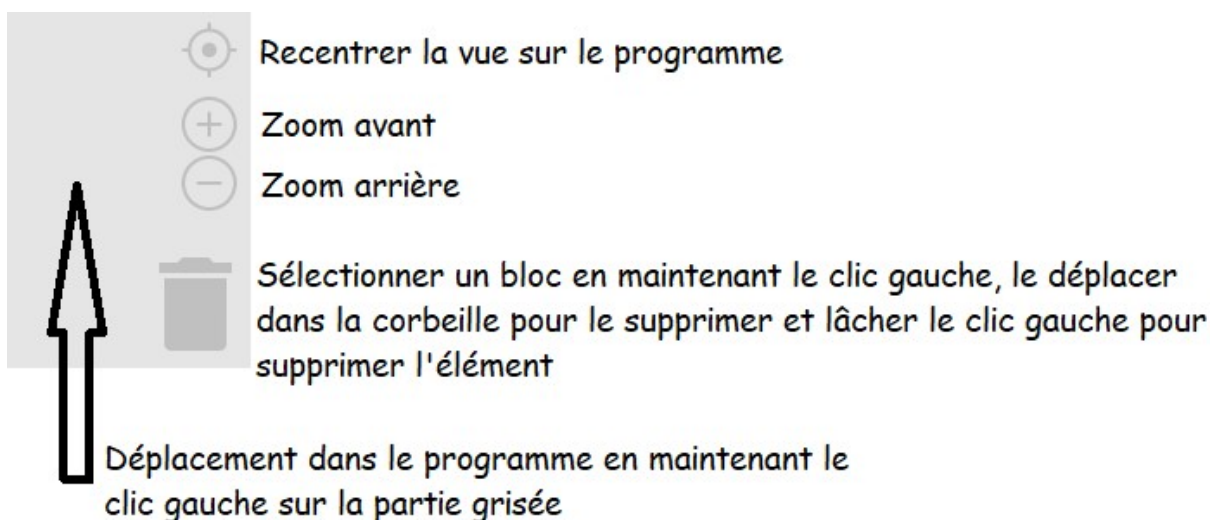 Recentrer la vue sur le programme
Zoom avant
Zoom arrière
Sélectionner un bloc en maintenant le clic gauche, le déplacer
dans la corbeille pour le supprimer et lâcher le clic gauche pour
supprimer l'élément
Déplacement dans le programme en maintenant le
clic gauche sur la partie grisée